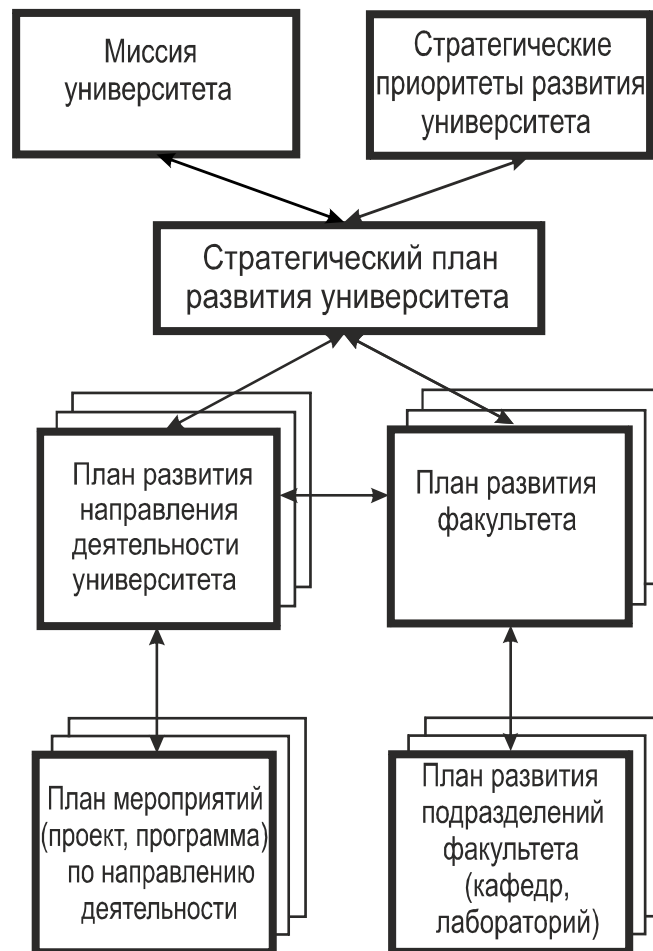 Миссия
университета
Стратегические
приоритеты развития
университета
Стратегический план
развития университета
План развития
направления
деятельности
университета
План развития
факультета
План мероприятий
(проект, программа)
по направлению
деятельности
План развития
подразделений
факультета
(кафедр,
лабораторий)